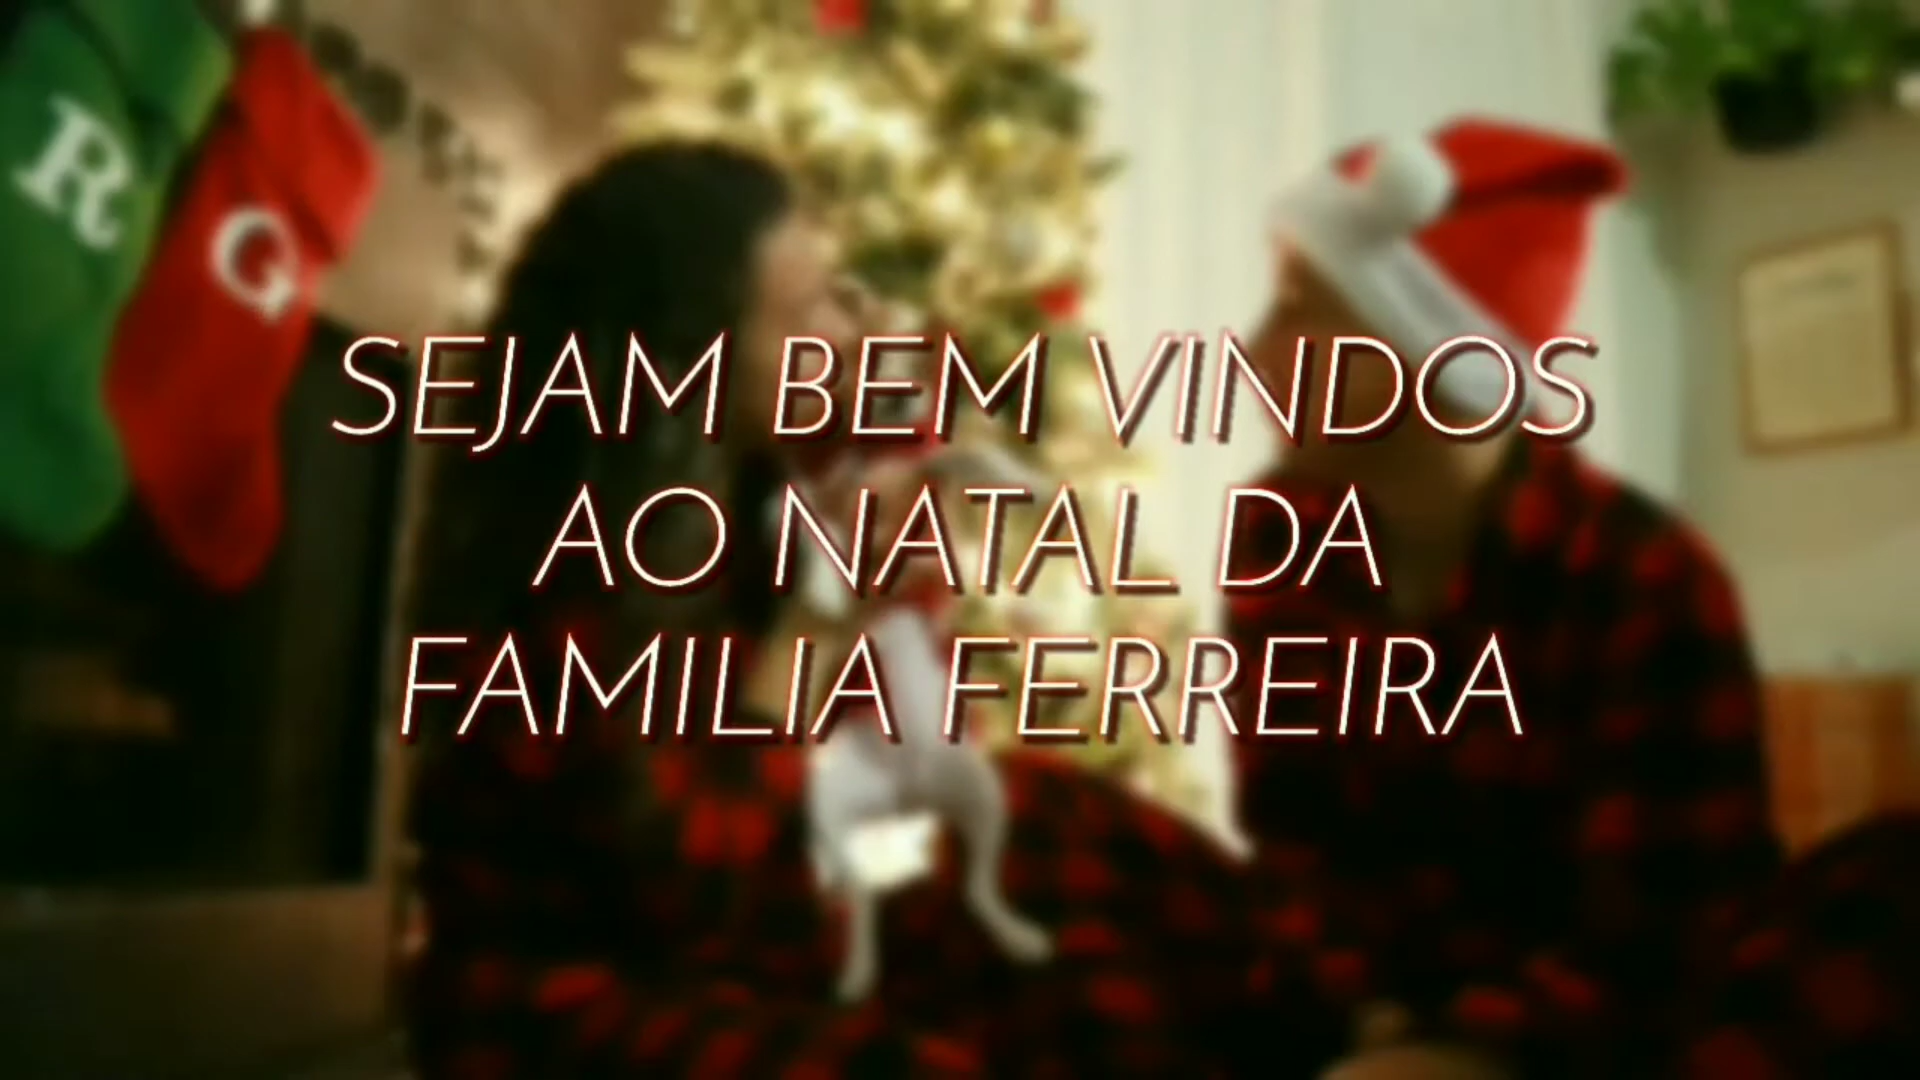 R
Q
SEJAM BEM VINDOS
AO NATAL DA
FAMILIA FERREIRA